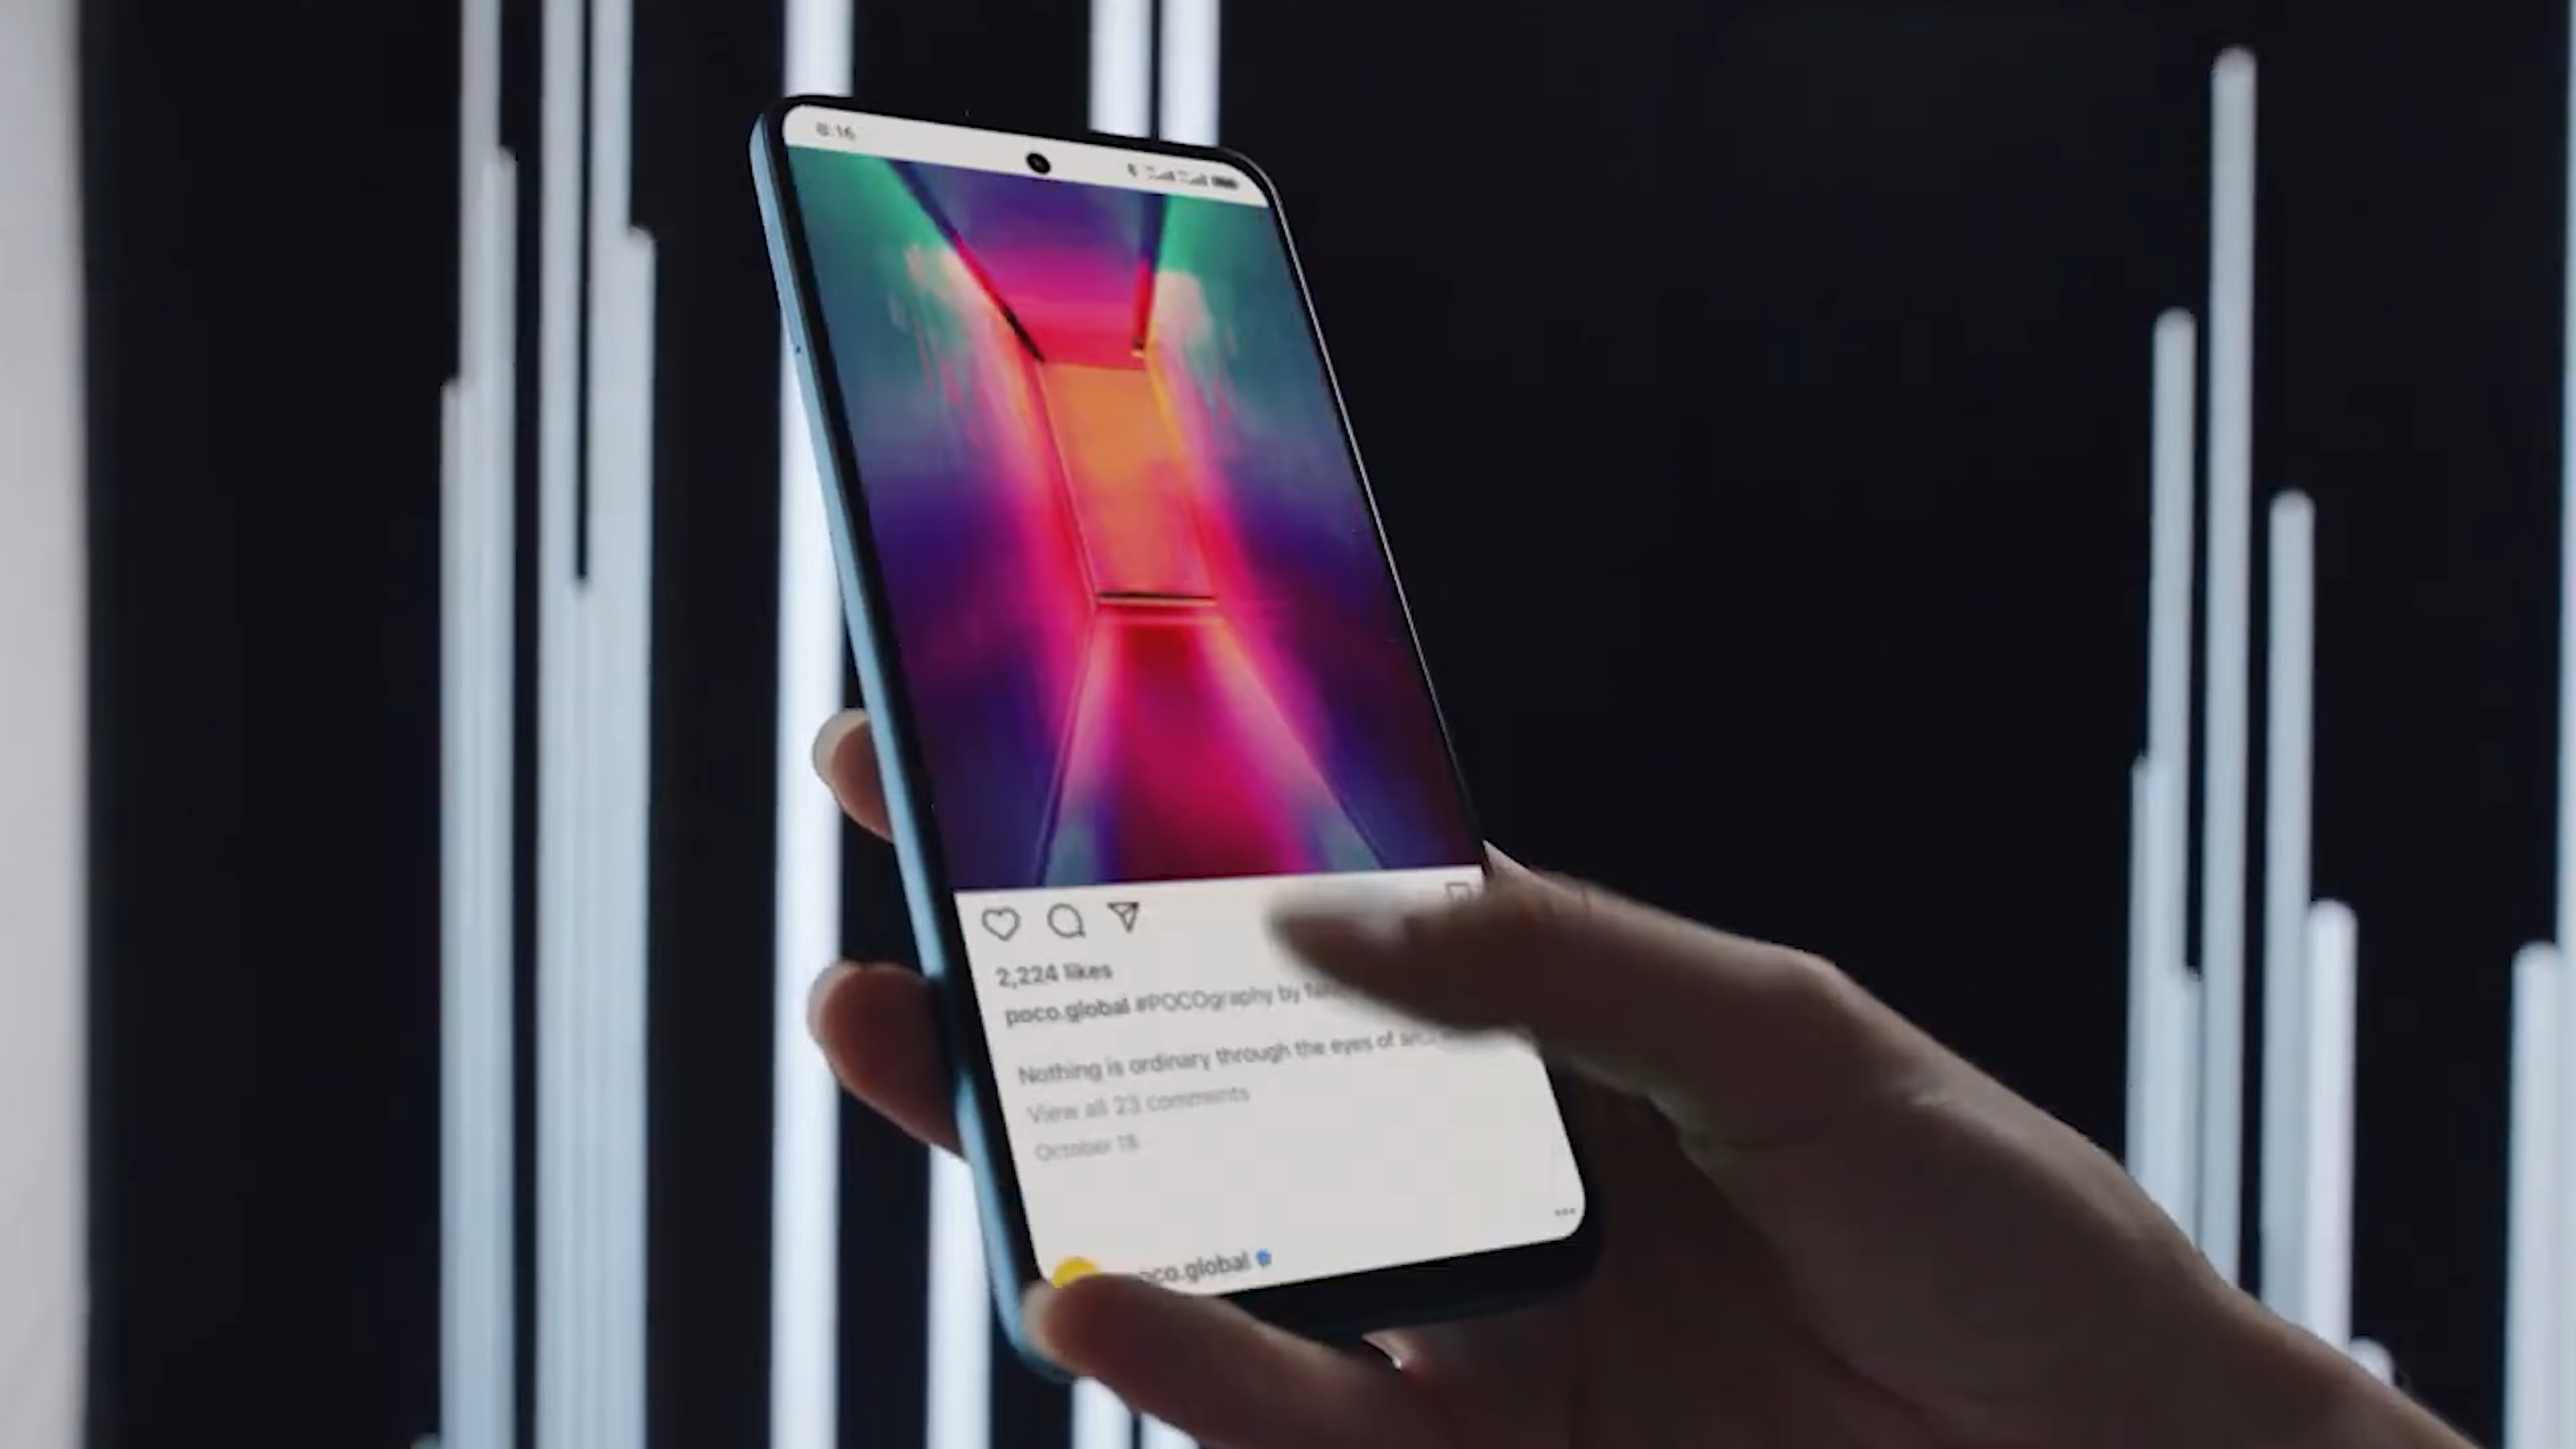 8:16
2,224 likes
poco.global #POCOgraphy by
Nothing is ordinary through the eyes of
View all 23 comments
October 18
poco.global